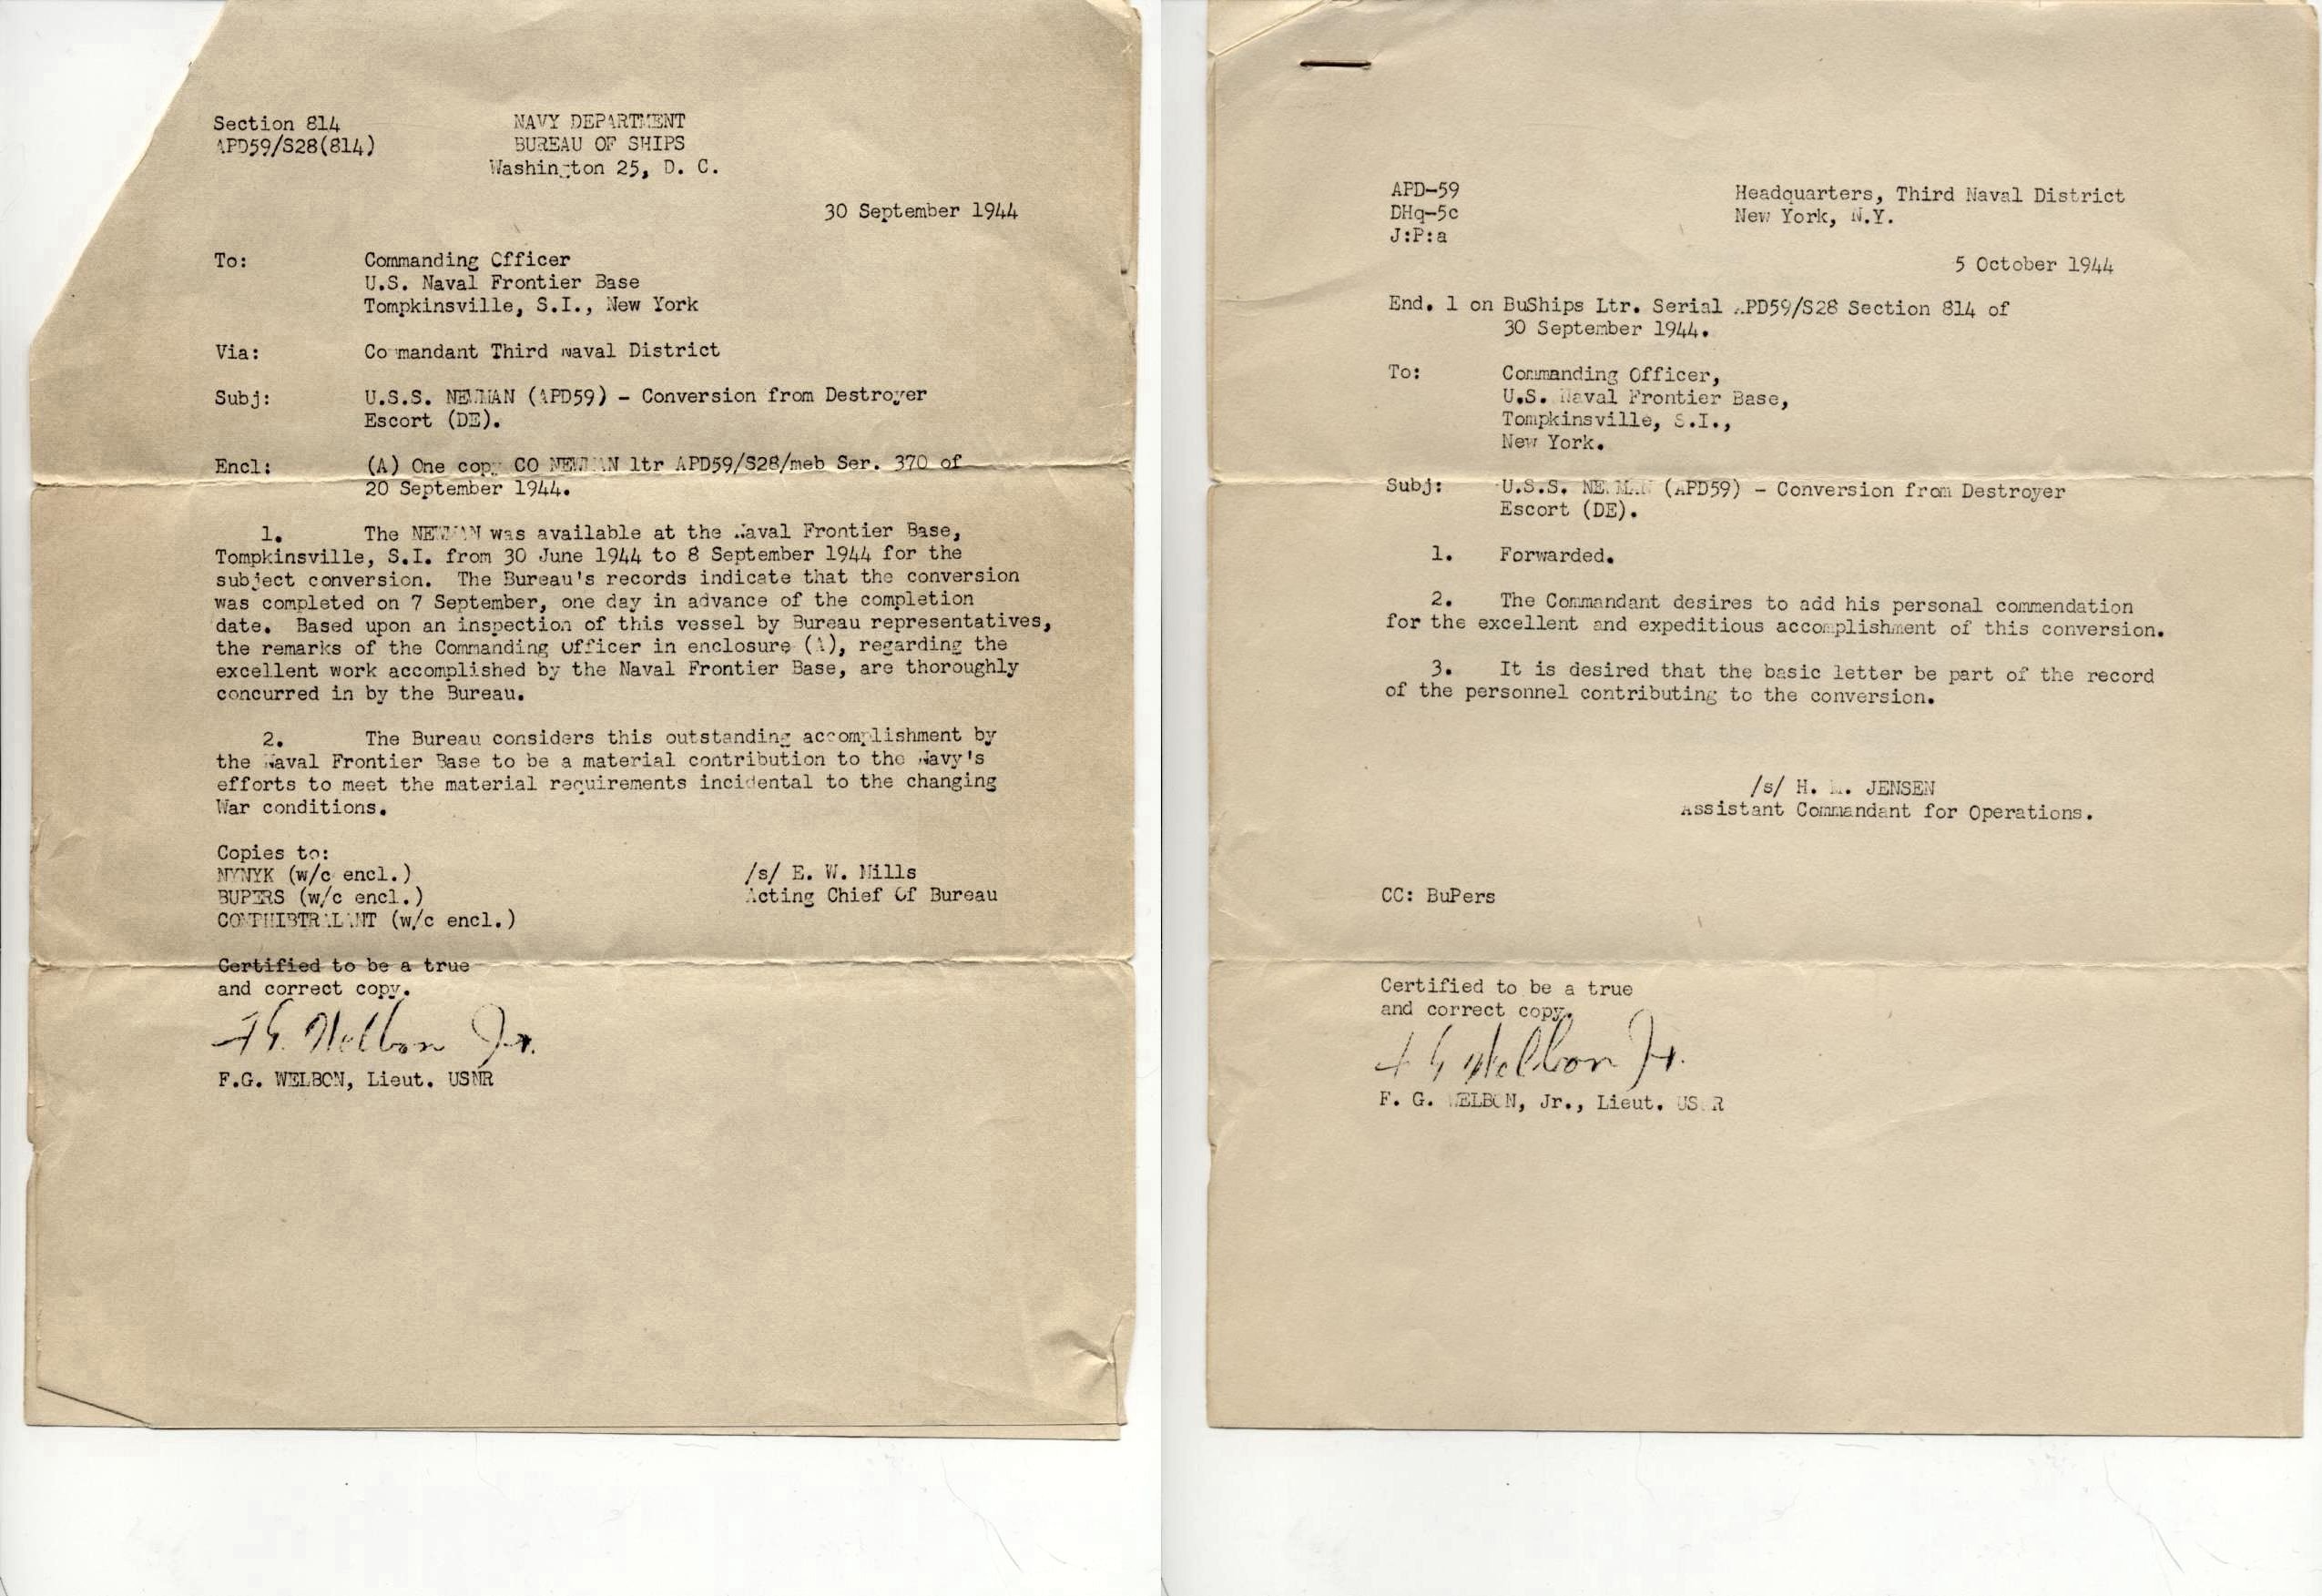 Section 814
APD59/S28(814)
NAVY DEPARTMENT
BUREAU OF SHIPS
Washington 25, D. C.
30 September 1944
To: Commanding Officer
U.S. Naval Frontier Base
Tompkinsville, S.I., New York
Via: Commandant Third Naval District
Subj: U.S.S. NEWMAN (APD59) - Conversion from Destroyer
Escort (DE).
Encl: (A) One copy CO NEWMAN ltr APD59/S28/meb Ser. 370 of
20 September 1944.
1. The NEWMAN was available at the Naval Frontier Base,
Tompkinsville, S.I. from 30 June 1944 to 8 September 1944 for the
subject conversion. The Bureau's records indicate that the conversion
was completed on 7 September, one day in advance of the completion
date. Based upon an inspection of this vessel by Bureau representatives,
the remarks of the Commanding Officer in enclosure (A), regarding the
excellent work accomplished by the Naval Frontier Base, are thoroughly
concurred in by the Bureau.
2. The Bureau considers this outstanding accomplishment by
the Naval Frontier Base to be a material contribution to the Navy's
efforts to meet the material requirements incidental to the changing
War conditions.
Copies to:
NYNYK (w/c encl.)
BUPERS (w/c encl.)
COMPHIBTRALANT (w/c encl.)
/s/ E. W. Mills
Acting Chief Of Bureau
Certified to be a true
and correct copy.
F G. Welbon Jr.
F.G. WELBON, Lieut. USNR
APD-59
DHq-5c
J:P:a
Headquarters, Third Naval District
New York, N.Y.
5 October 1944
End. 1 on BuShips Ltr. Serial APD59/S28 Section 814 of
30 September 1944.
To: Commanding Officer,
U.S. Naval Frontier Base,
Tompkinsville, S.I.,
New York.
Subj: U.S.S. NEWMAN (APD59) - Conversion from Destroyer
Escort (DE).
1. Forwarded.
2. The Commandant desires to add his personal commendation
for the excellent and expeditious accomplishment of this conversion.
3. It is desired that the basic letter be part of the record
of the personnel contributing to the conversion.
/s/ H. JENSEN
Assistant Commandant for Operations.
CC: BuPers
Certified to be a true
and correct copy.
F G Welbon Jr.
F. G. WELBON, Jr., Lieut. USNR